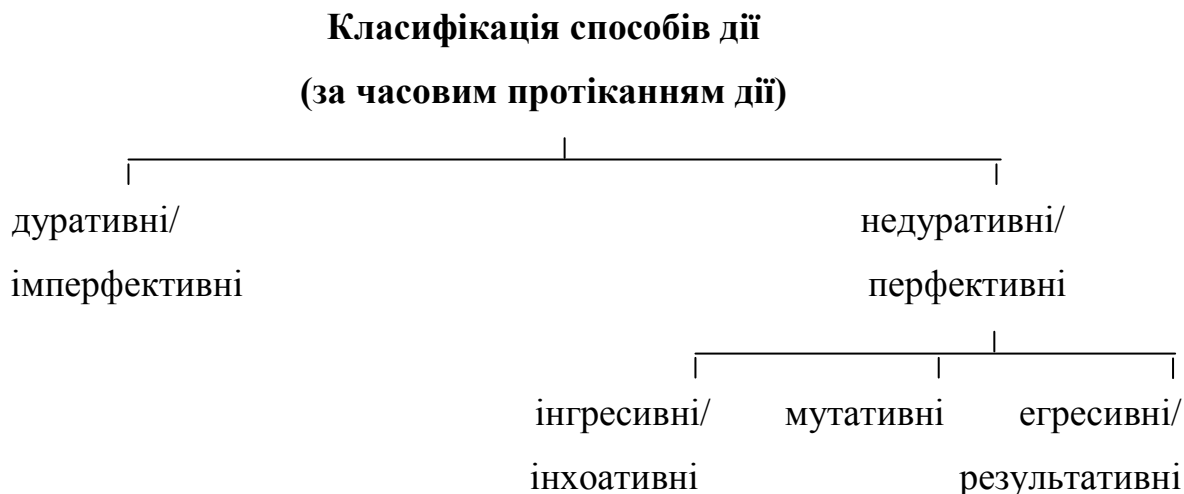 Класифікація способів дії
(за часовим протіканням дії)
дуративні/ недуративні/
імперфективні перфективні
інгресивні/ мутативні егресивні/
інхоативні результативні